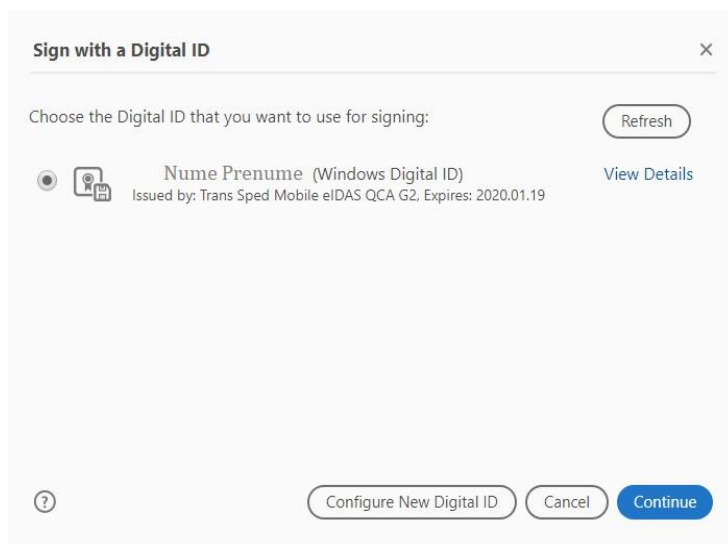 Sign with a Digital ID
Choose the Digital ID that you want to use for signing:
Refresh
Nume Prenume (Windows Digital ID)
View Details
Issued by: Trans Sped Mobile eIDAS QCA G2, Expires: 2020.01.19
?
Configure New Digital ID
Cancel
Continue